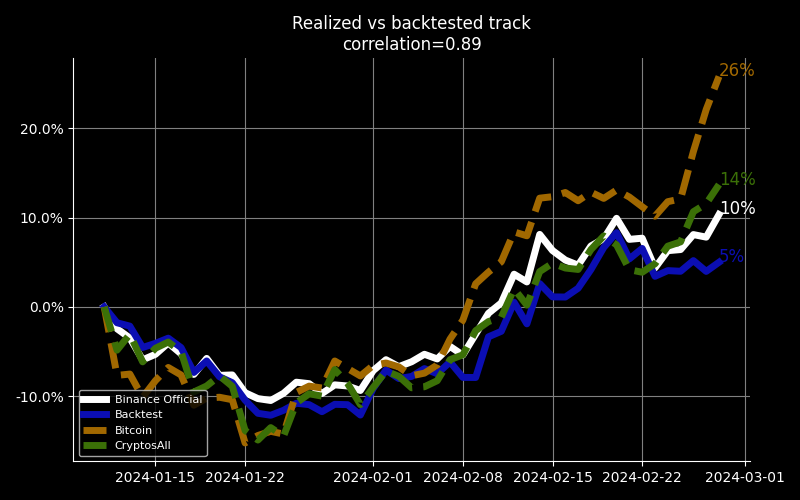 Realized vs backtested track
correlation=0.89
26%
20.0%
14%
10.0%
10%
5%
0.0%
-10.0%
Binance Official
Backtest
Bitcoin
CryptosAll
2024-01-15
2024-01-22
2024-02-01
2024-02-08
2024-02-15
2024-02-22
2024-03-01